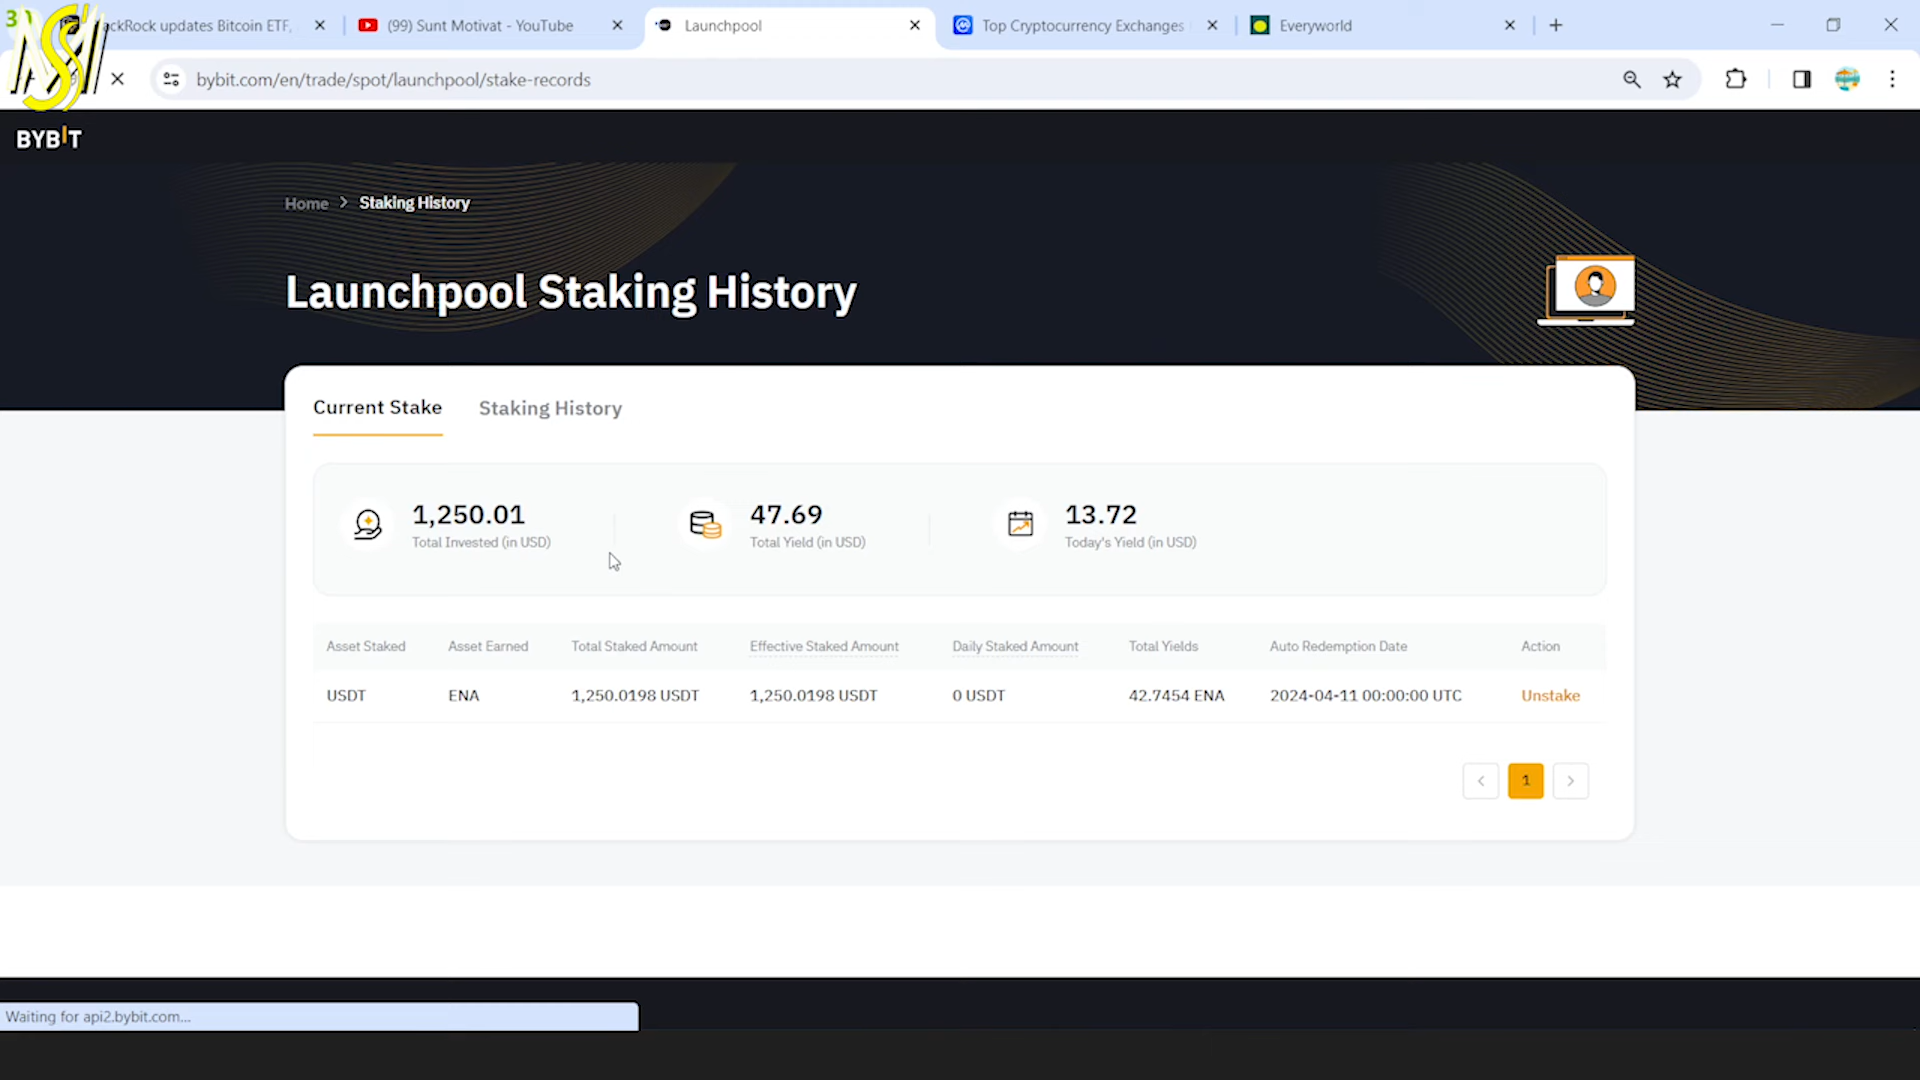 ckRock updates Bitcoin ETF,
(99) Sunt Motivat - YouTube
Launchpool
Top Cryptocurrency Exchanges
Everyworld
bybit.com/en/trade/spot/launchpool/stake-records
BYBIT
Home > Staking History
Launchpool Staking History
Current Stake
Staking History
1,250.01
Total Invested (in USD)
47.69
Total Yield (in USD)
13.72
Today's Yield (in USD)
Asset Staked Asset Earned Total Staked Amount Effective Staked Amount Daily Staked Amount Total Yields Auto Redemption Date Action
USDT ENA 1,250.0198 USDT 1,250.0198 USDT 0 USDT 42.7454 ENA 2024-04-11 00:00:00 UTC Unstake
< 1 >
Waiting for api2.bybit.com...